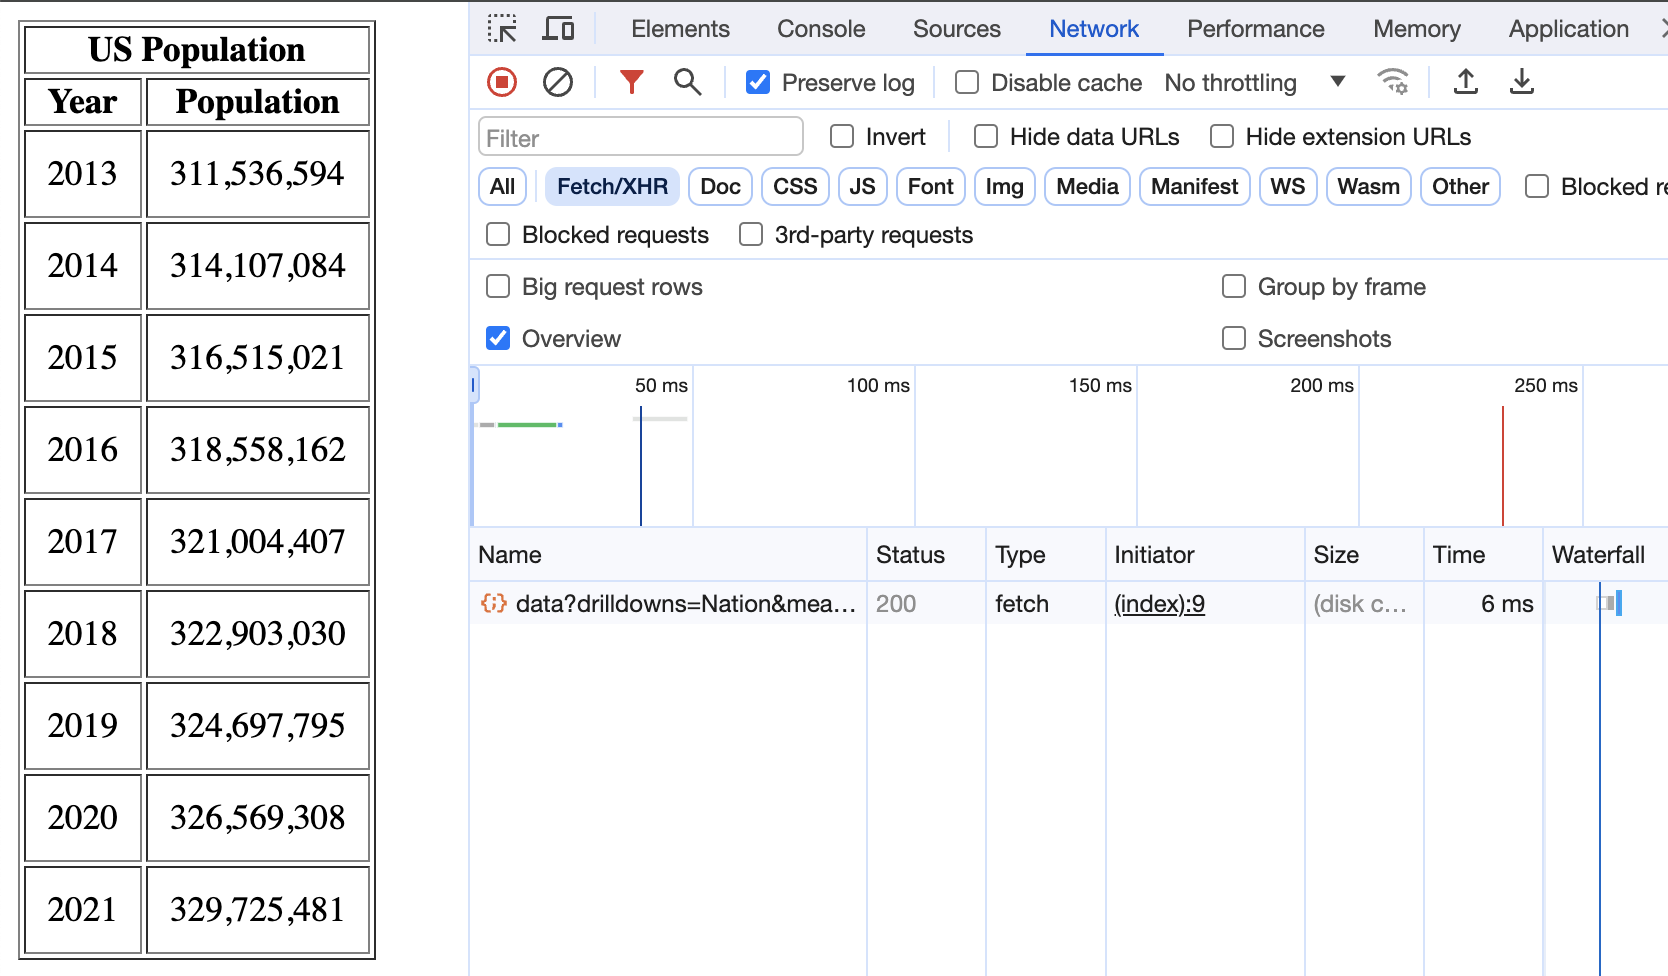 US Population
Year Population
2013 311,536,594
2014 314,107,084
2015 316,515,021
2016 318,558,162
2017 321,004,407
2018 322,903,030
2019 324,697,795
2020 326,569,308
2021 329,725,481
Elements Console Sources Network Performance Memory Application
Preserve log Disable cache No throttling
Filter Invert Hide data URLs Hide extension URLs
All Fetch/XHR Doc CSS JS Font Img Media Manifest WS Wasm Other Blocked re
Blocked requests 3rd-party requests
Big request rows Group by frame
Overview Screenshots
50 ms 100 ms 150 ms 200 ms 250 ms
Name Status Type Initiator Size Time Waterfall
data?drilldowns=Nation&mea... 200 fetch (index):9 (disk c... 6 ms